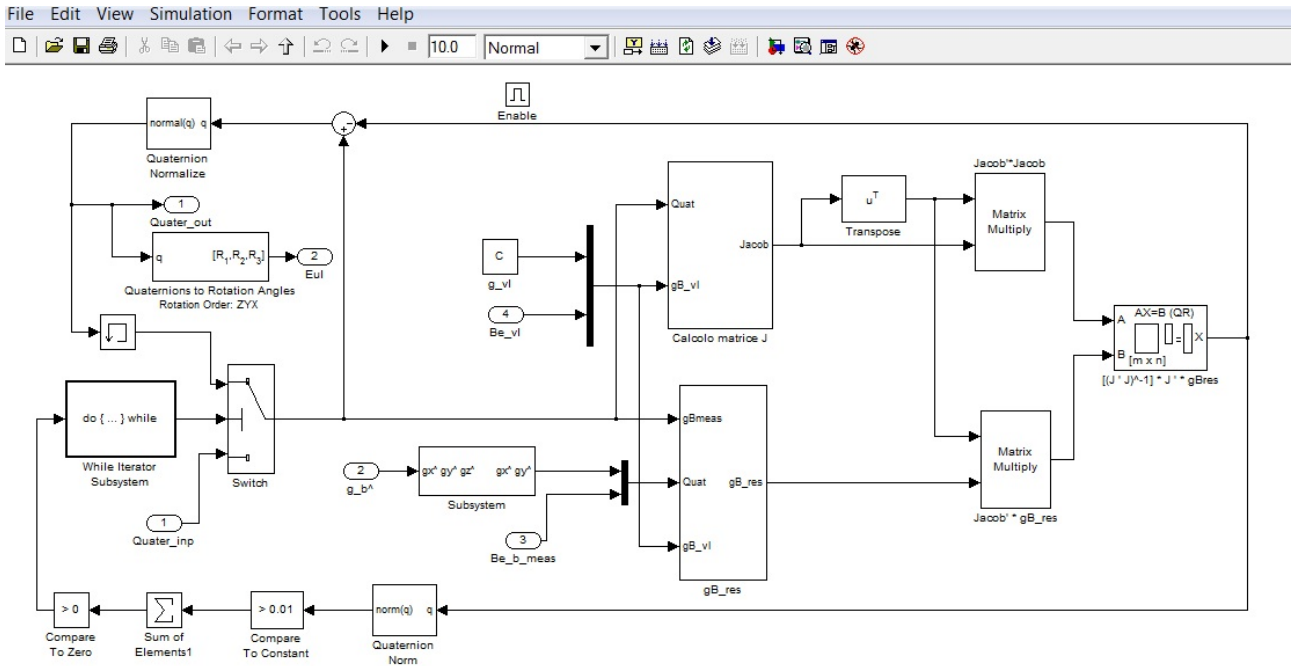 File Edit View Simulation Format Tools Help
10.0 Normal
Enable
normal(q) q
Quaternion
Normalize
1
Quater_out
q [R1,R2,R3]
Quaternions to Rotation Angles
Rotation Order: ZYX
2
Eul
do { ... } while
While Iterator
Subsystem
Switch
1
Quater_inp
C
g_vl
4
Be_vl
Quat
Jacob
gB_vl
Calcolo matrice J
uT
Transpose
Jacob'*Jacob
Matrix
Multiply
AX=B (QR)
A
= X
B
[m x n]
[(J ' J)^-1] * J ' * gBres
2
g_b^
gx^ gy^ gz^ gx^ gy^
Subsystem
3
Be_b_meas
gBmeas
Quat gB_res
gB_vl
gB_res
Matrix
Multiply
Jacob' * gB_res
> 0
Compare
To Zero
Σ
Sum of
Elements1
> 0.01
Compare
To Constant
norm(q) q
Quaternion
Norm